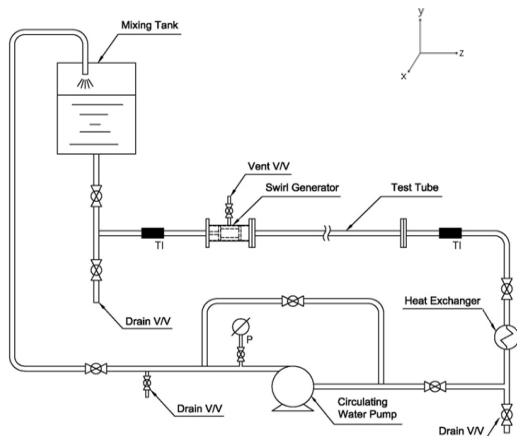 Mixing Tank
y
z
x
Vent V/V
Swirl Generator
Test Tube
TI
TI
Heat Exchanger
Drain V/V
P
Drain V/V
Circulating
Water Pump
Drain V/V